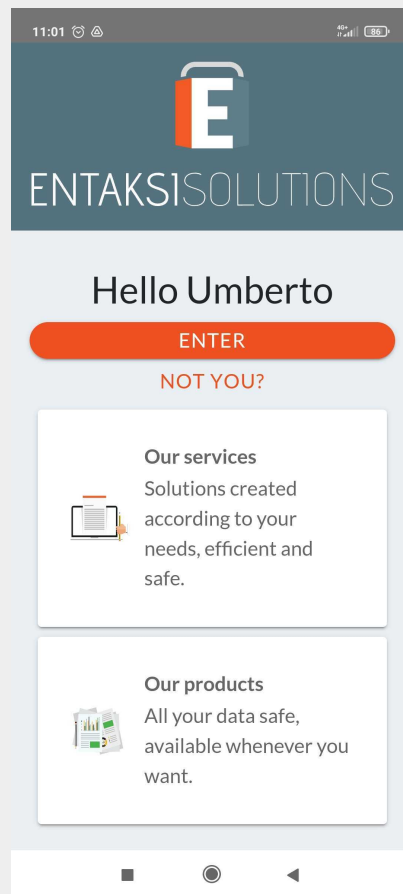 11:01
4G+
86
E
ENTAKSISOLUTIONS
Hello Umberto
ENTER
NOT YOU?
Our services
Solutions created
according to your
needs, efficient and
safe.
Our products
All your data safe,
available whenever you
want.